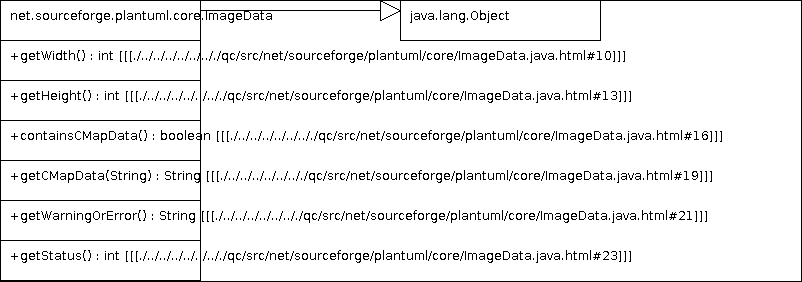 net.sourceforge.plantuml.core.ImageData
java.lang.Object
+getWidth() : int [[[./../../../../../././qc/src/net/sourceforge/plantuml/core/ImageData.java.html#10]]]
+getHeight() : int [[[./../../../../../././qc/src/net/sourceforge/plantuml/core/ImageData.java.html#13]]]
+containsCMapData() : boolean [[[./../../../../../././qc/src/net/sourceforge/plantuml/core/ImageData.java.html#16]]]
+getCMapData(String) : String [[[./../../../../../././qc/src/net/sourceforge/plantuml/core/ImageData.java.html#19]]]
+getWarningOrError() : String [[[./../../../../../././qc/src/net/sourceforge/plantuml/core/ImageData.java.html#21]]]
+getStatus() : int [[[./../../../../../././qc/src/net/sourceforge/plantuml/core/ImageData.java.html#23]]]